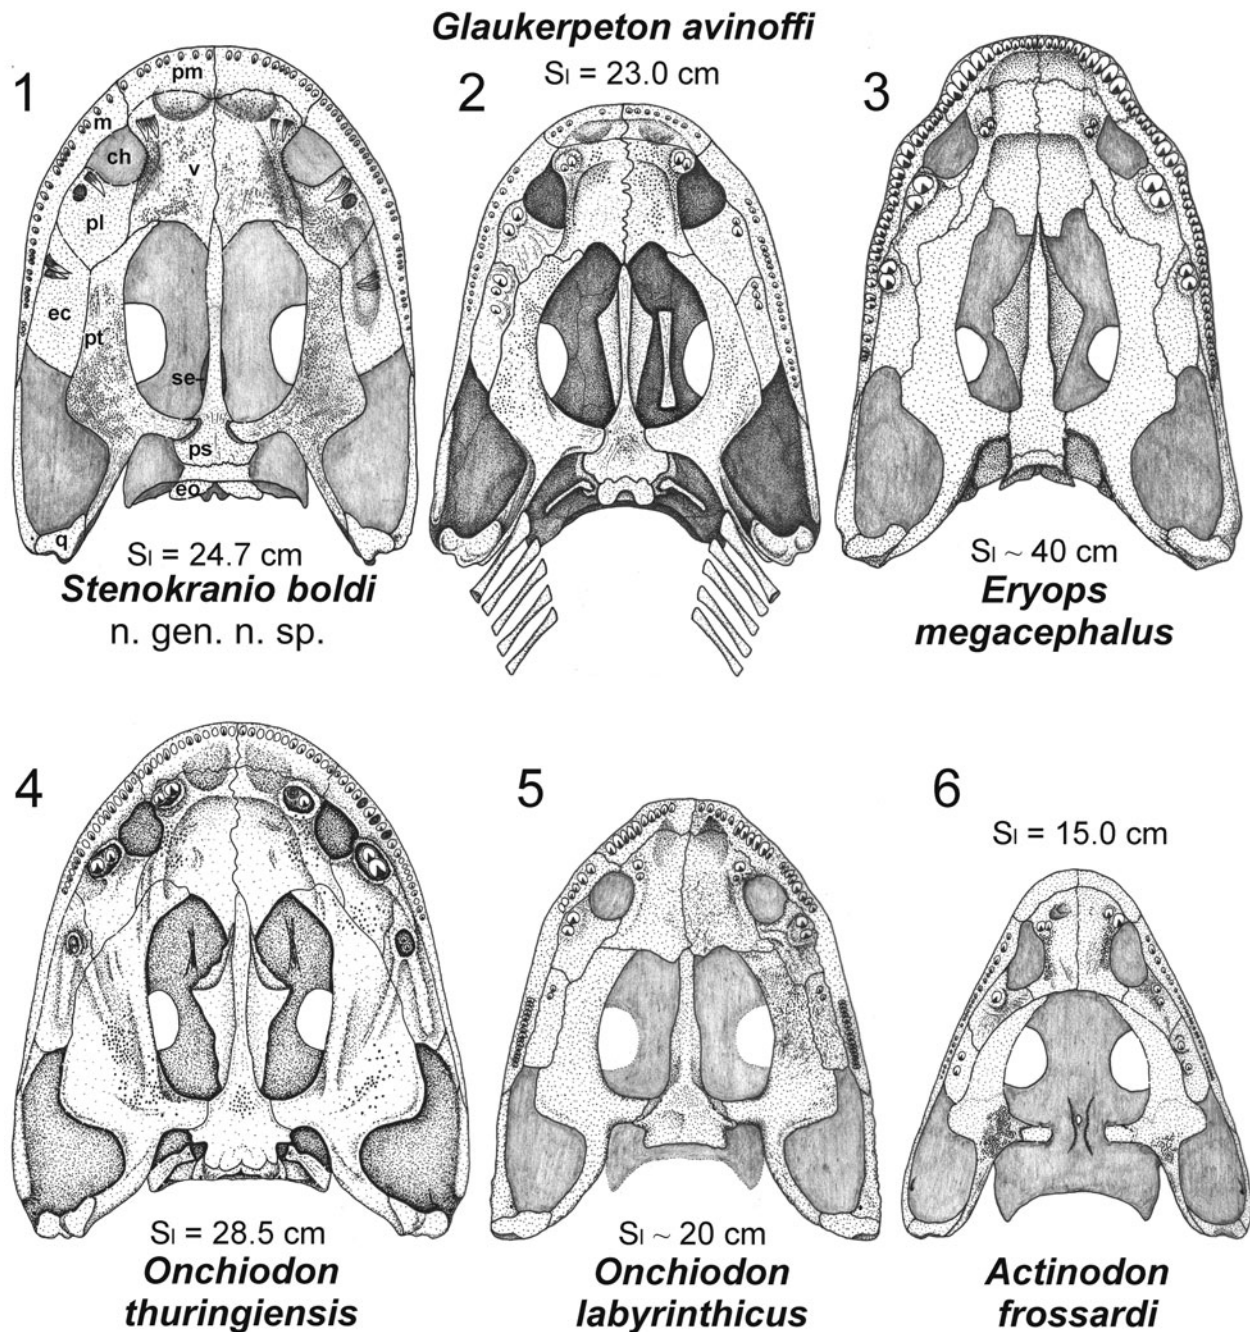 Glaukerpeton avinoffi
Sl = 23.0 cm
1
2
3
pm
m
ch
v
pl
ec
pt
se
ps
eo
q
Sl = 24.7 cm
Stenokranio boldi
n. gen. n. sp.
Sl ~ 40 cm
Eryops
megacephalus
4
5
6
Sl = 15.0 cm
Sl = 28.5 cm
Onchiodon
thuringiensis
Sl ~ 20 cm
Onchiodon
labyrinthicus
Actinodon
frossardi